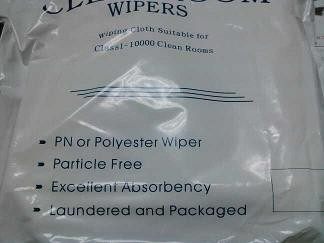 CLEANROOM
WIPERS
Wiping Cloth Suitable for
Class1-10000 Clean Rooms
PN or Polyester Wiper
Particle Free
Excellent Absorbency
Laundered and Packaged